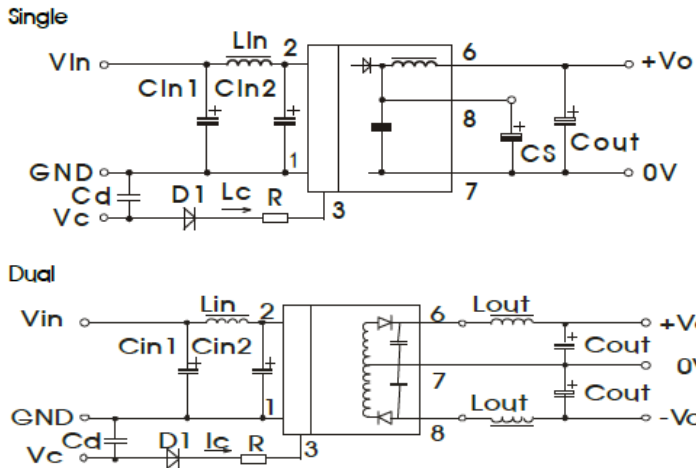 Single
LIn 2 6
VIn +Vo
CIn1 CIn2
8
CS Cout
GND 1 0V
Cd D1 Lc R 7
Vc 3
Dual
Lin 2 6 Lout
Vin +Vo
Cin1 Cin2 Cout
7 0V
Cout
GND 1 Lout
8 -Vo
Cd D1 Ic R
Vc 3